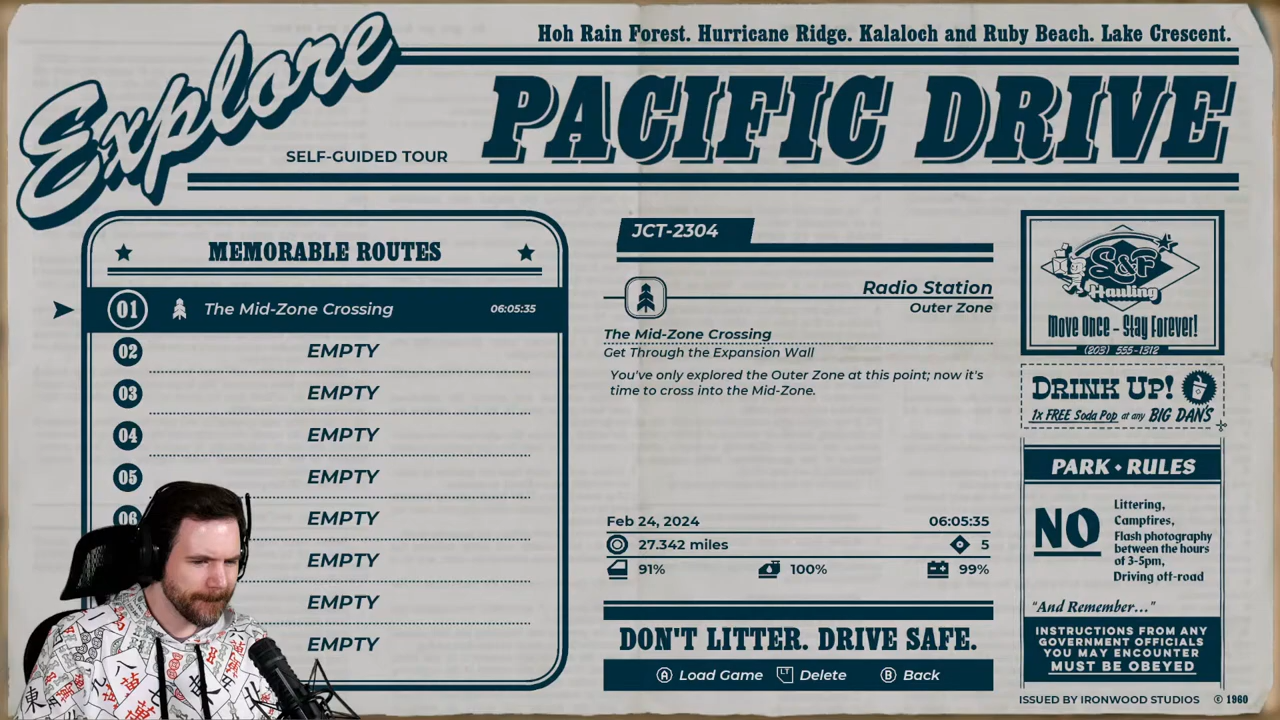 Explore
Hoh Rain Forest. Hurricane Ridge. Kalaloch and Ruby Beach. Lake Crescent.
PACIFIC DRIVE
SELF-GUIDED TOUR
MEMORABLE ROUTES
01 The Mid-Zone Crossing 06:05:35
02 EMPTY
03 EMPTY
04 EMPTY
05 EMPTY
06 EMPTY
EMPTY
EMPTY
EMPTY
JCT-2304
Radio Station
Outer Zone
The Mid-Zone Crossing
Get Through the Expansion Wall
You've only explored the Outer Zone at this point; now it's
time to cross into the Mid-Zone.
Feb 24, 2024 06:05:35
27.342 miles 5
91% 100% 99%
DON'T LITTER. DRIVE SAFE.
A Load Game LT Delete B Back
S&F
Hauling
Move Once - Stay Forever!
(203) 555-1312
DRINK UP!
1x FREE Soda Pop at any BIG DAN'S
PARK • RULES
NO
Littering,
Campfires,
Flash photography
between the hours
of 3-5pm,
Driving off-road
"And Remember..."
INSTRUCTIONS FROM ANY
GOVERNMENT OFFICIALS
YOU MAY ENCOUNTER
MUST BE OBEYED
ISSUED BY IRONWOOD STUDIOS © 1960
東
八
萬